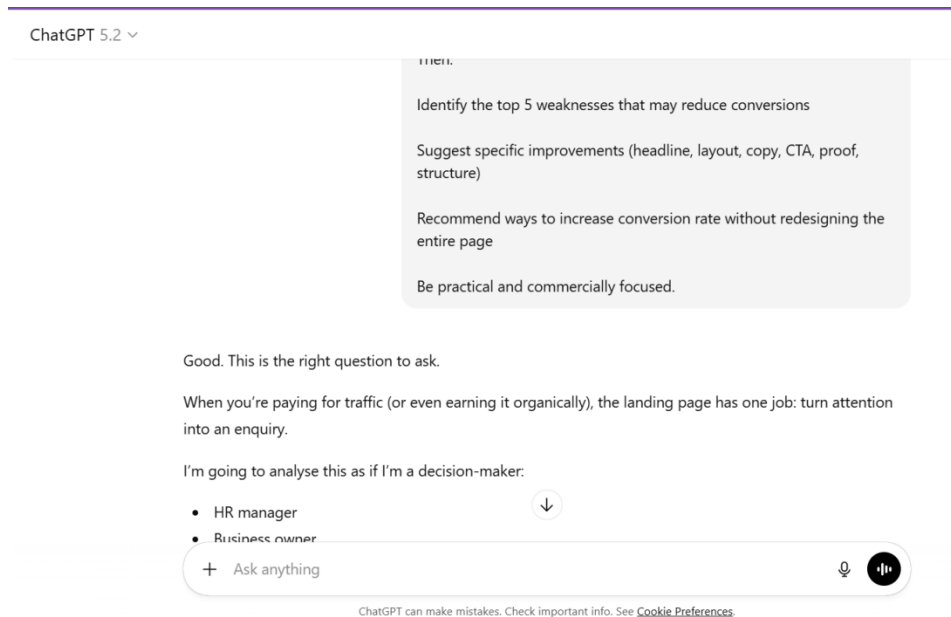 ChatGPT 5.2
Then:
Identify the top 5 weaknesses that may reduce conversions
Suggest specific improvements (headline, layout, copy, CTA, proof,
structure)
Recommend ways to increase conversion rate without redesigning the
entire page
Be practical and commercially focused.
Good. This is the right question to ask.
When you’re paying for traffic (or even earning it organically), the landing page has one job: turn attention
into an enquiry.
I’m going to analyse this as if I’m a decision-maker:
• HR manager
• Business owner
Ask anything
ChatGPT can make mistakes. Check important info. See Cookie Preferences.